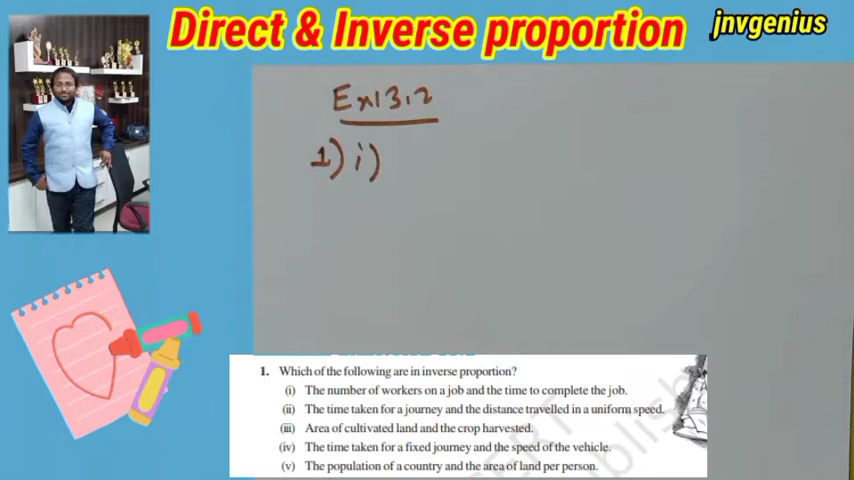 Direct & Inverse proportion
jnvgenius
Ex13.2
1) i)
1. Which of the following are in inverse proportion?
(i) The number of workers on a job and the time to complete the job.
(ii) The time taken for a journey and the distance travelled in a uniform speed.
(iii) Area of cultivated land and the crop harvested.
(iv) The time taken for a fixed journey and the speed of the vehicle.
(v) The population of a country and the area of land per person.